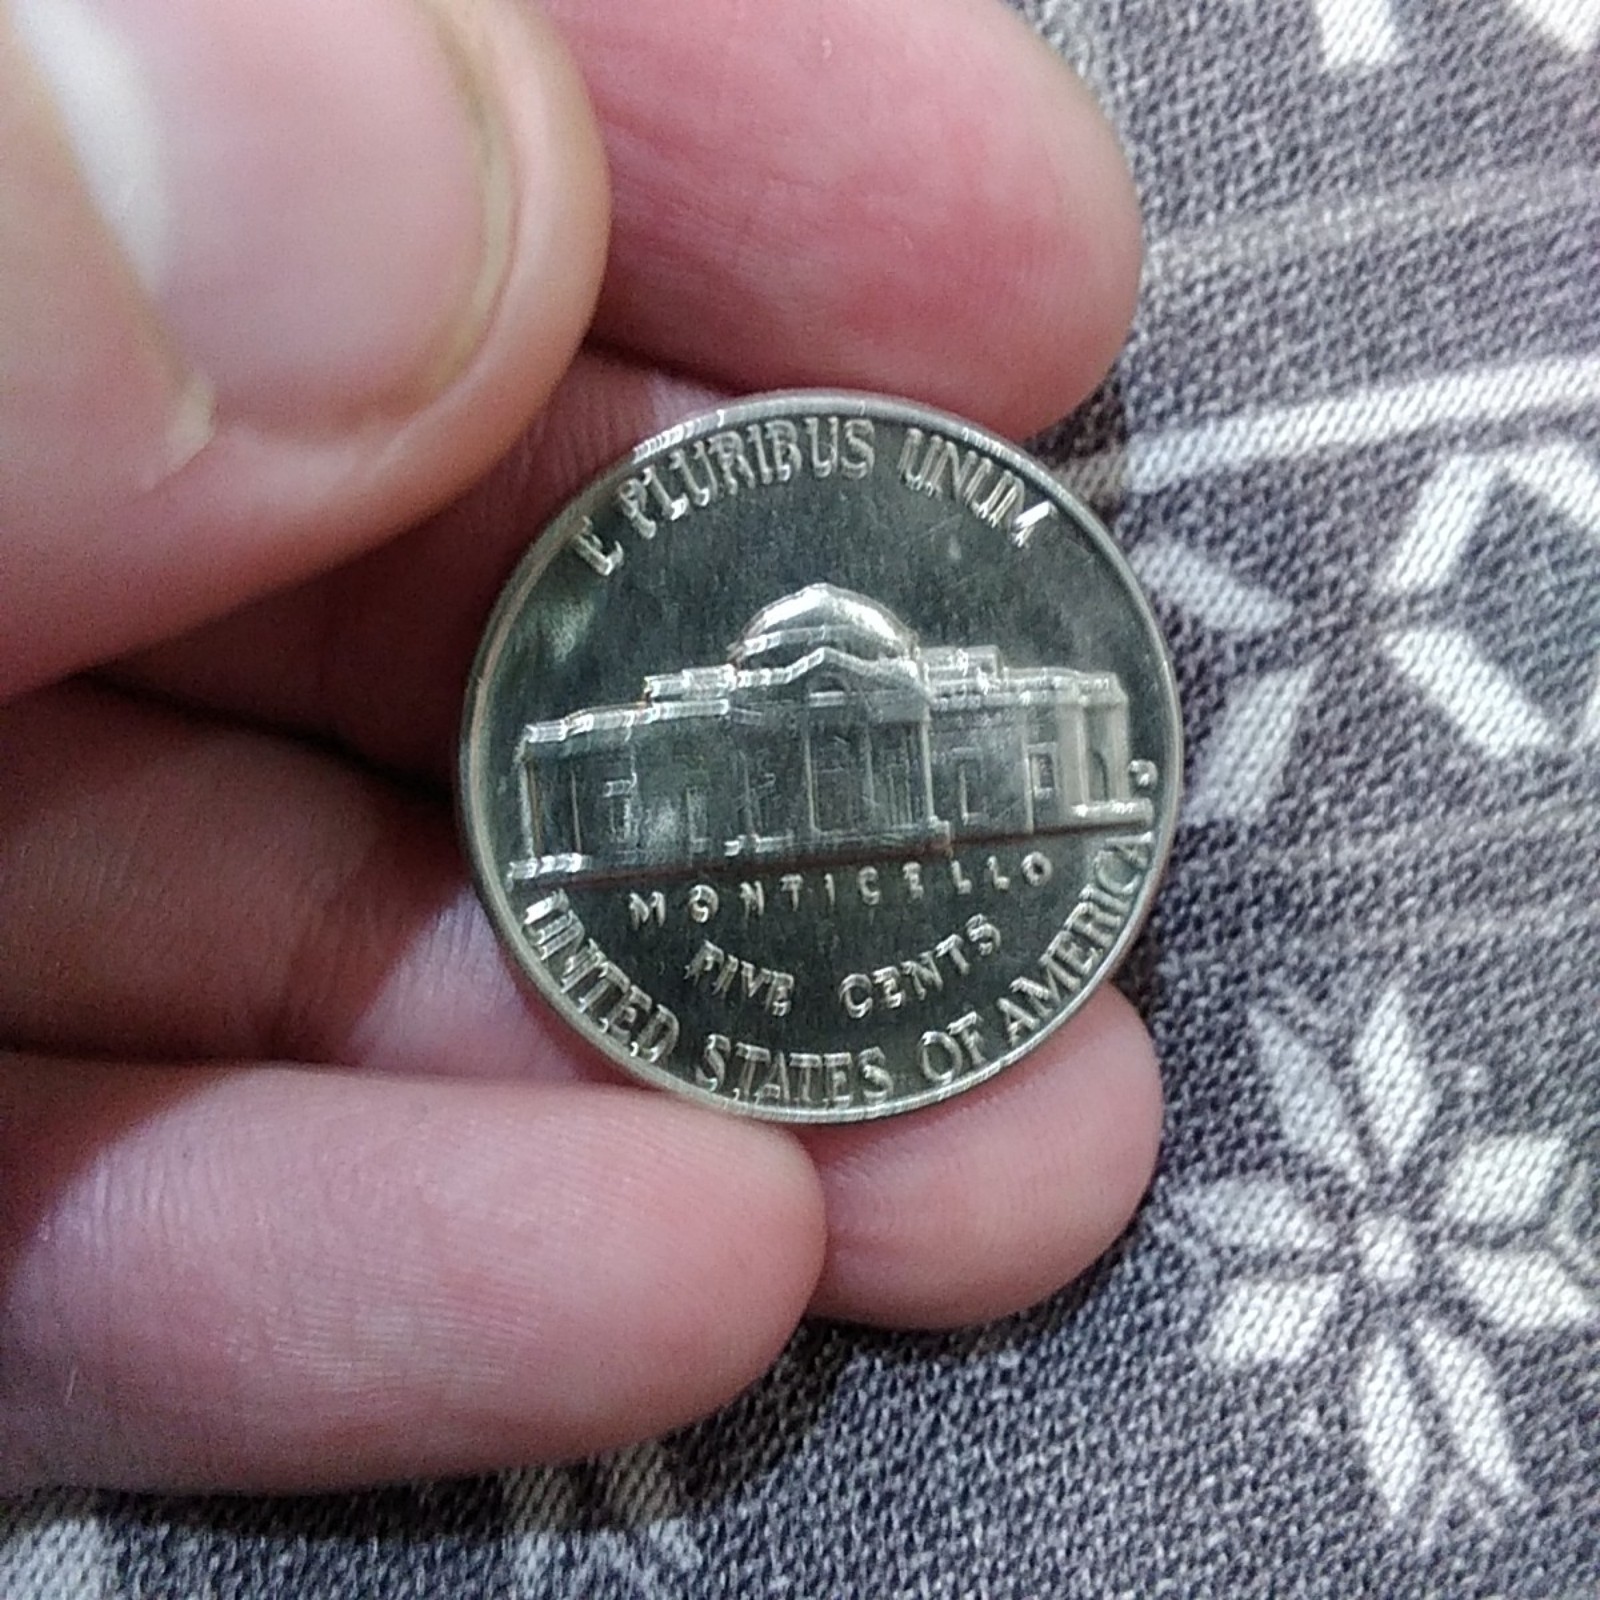 E PLURIBUS UNUM
MONTICELLO
FIVE CENTS
UNITED STATES OF AMERICA